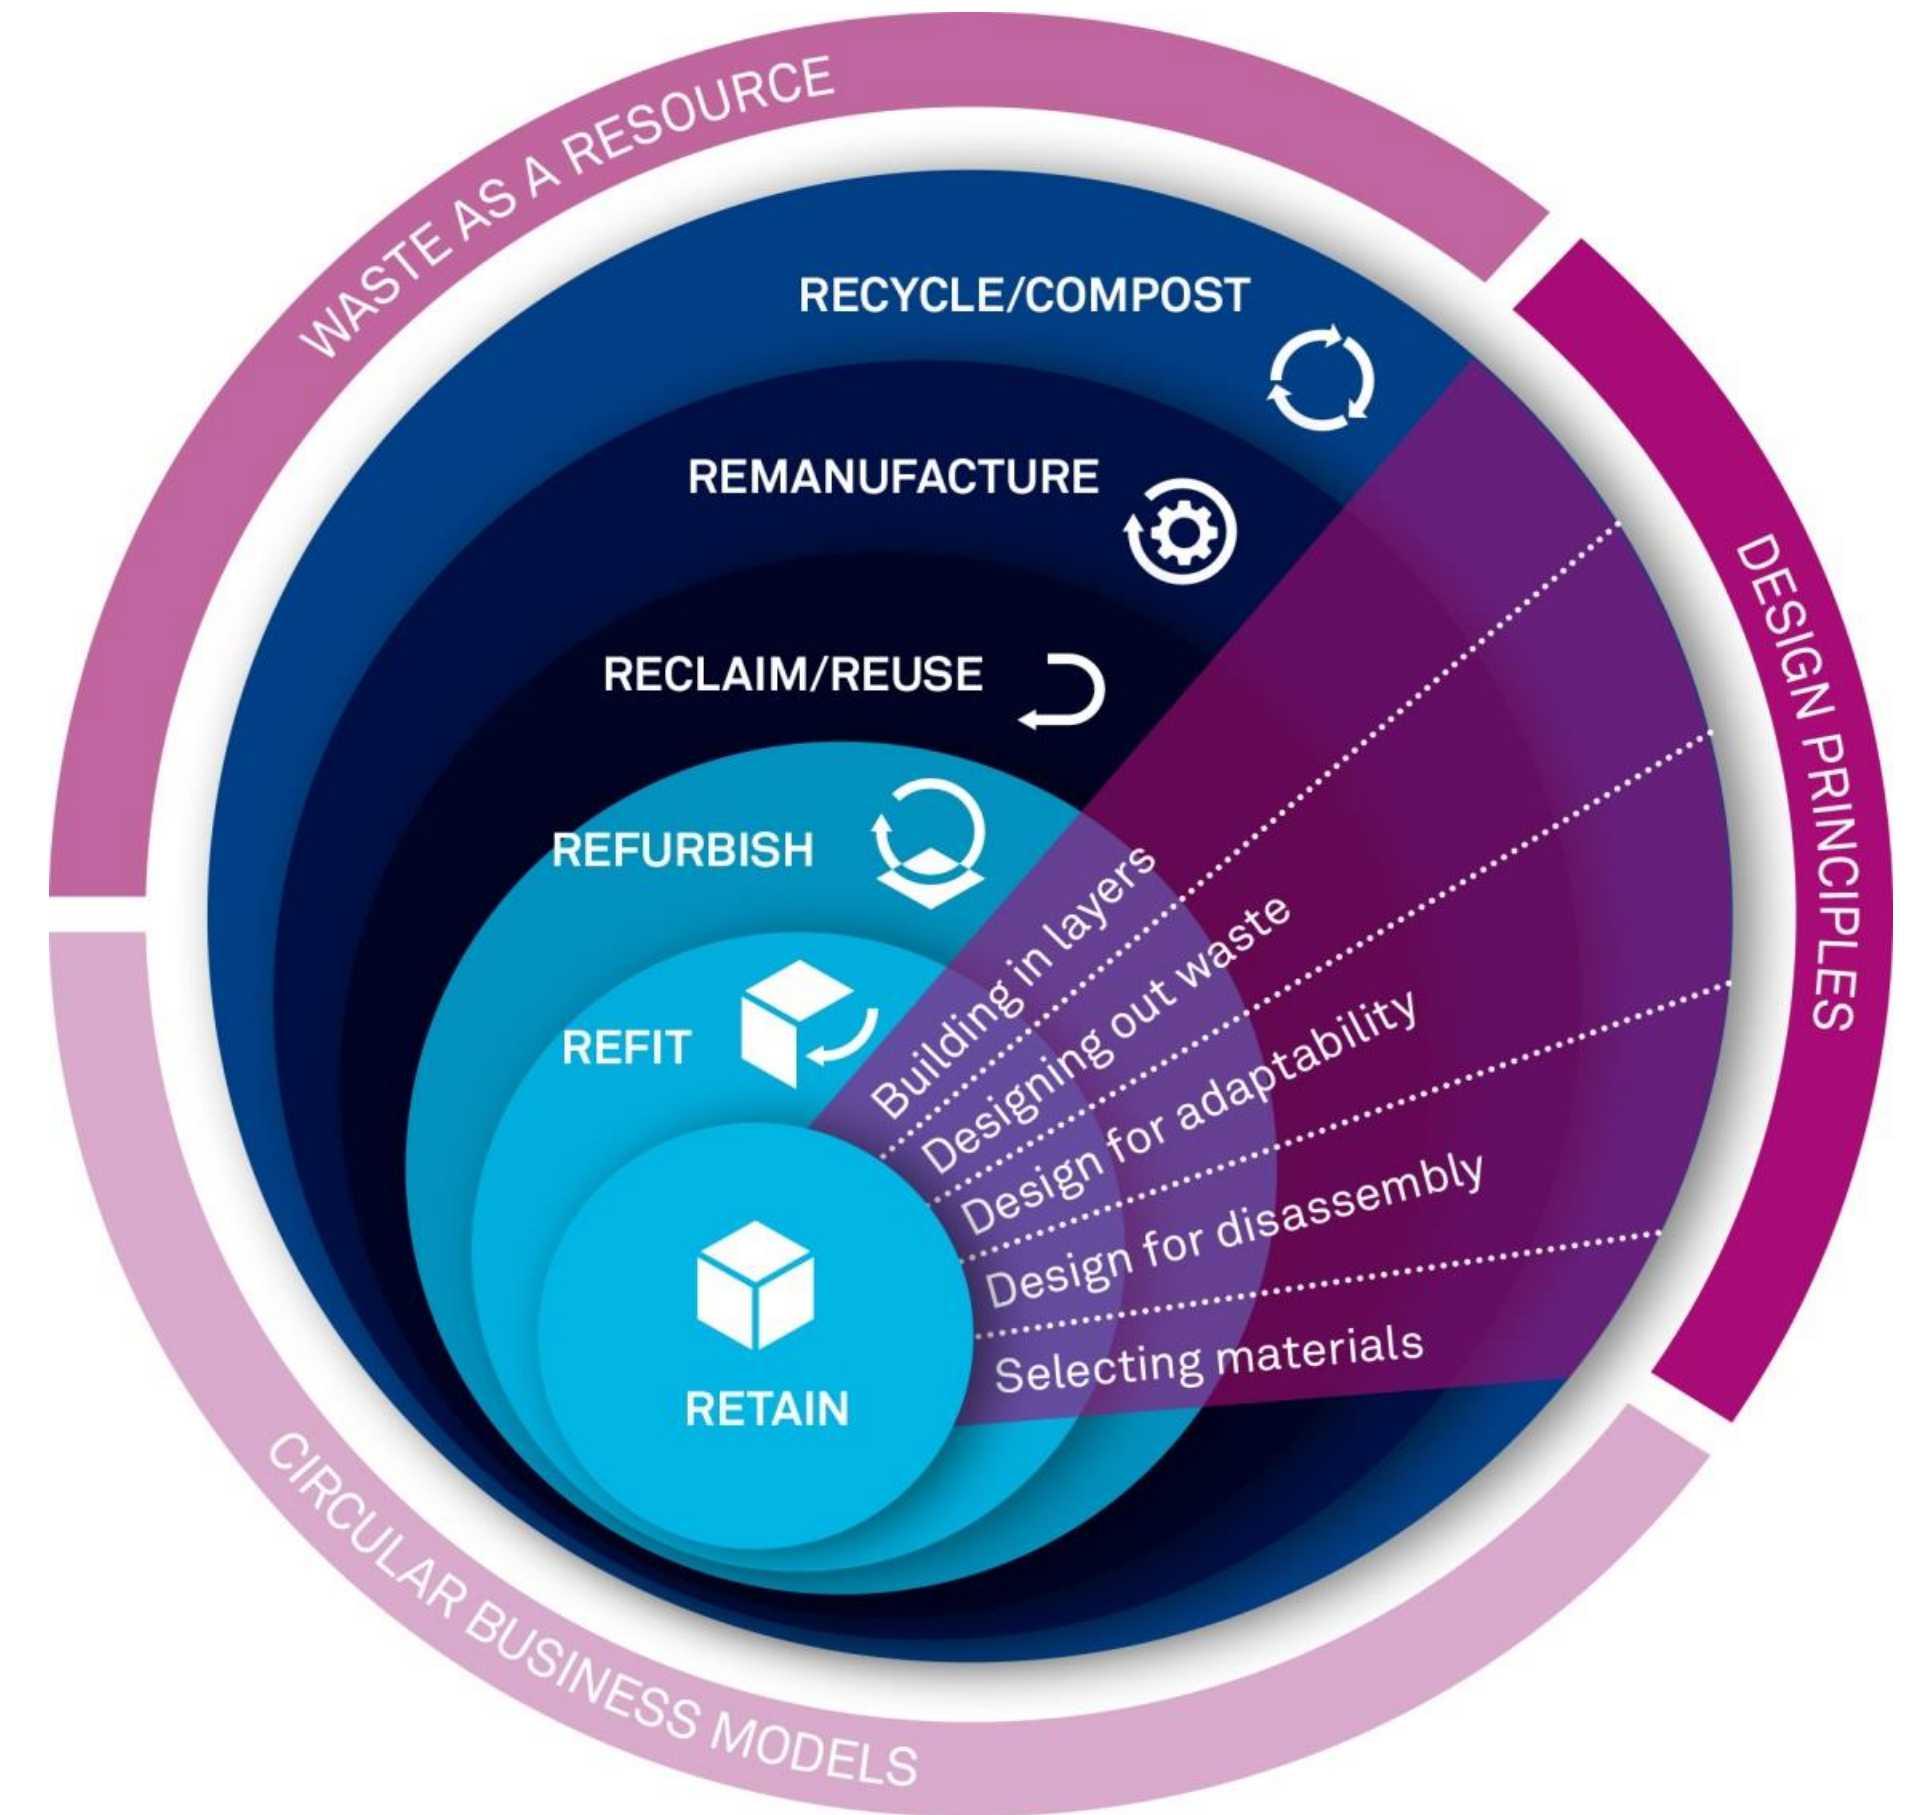 WASTE AS A RESOURCE
RECYCLE/COMPOST
REMANUFACTURE
RECLAIM/REUSE
REFURBISH
REFIT
RETAIN
Building in layers
Designing out waste
Design for adaptability
Design for disassembly
Selecting materials
DESIGN PRINCIPLES
CIRCULAR BUSINESS MODELS